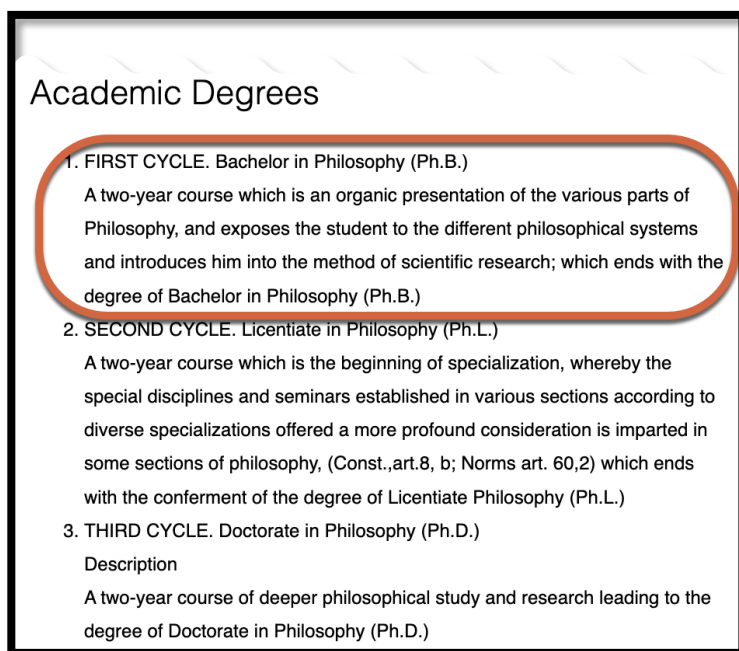 Academic Degrees
1. FIRST CYCLE. Bachelor in Philosophy (Ph.B.)
A two-year course which is an organic presentation of the various parts of
Philosophy, and exposes the student to the different philosophical systems
and introduces him into the method of scientific research; which ends with the
degree of Bachelor in Philosophy (Ph.B.)
2. SECOND CYCLE. Licentiate in Philosophy (Ph.L.)
A two-year course which is the beginning of specialization, whereby the
special disciplines and seminars established in various sections according to
diverse specializations offered a more profound consideration is imparted in
some sections of philosophy, (Const.,art.8, b; Norms art. 60,2) which ends
with the conferment of the degree of Licentiate Philosophy (Ph.L.)
3. THIRD CYCLE. Doctorate in Philosophy (Ph.D.)
Description
A two-year course of deeper philosophical study and research leading to the
degree of Doctorate in Philosophy (Ph.D.)